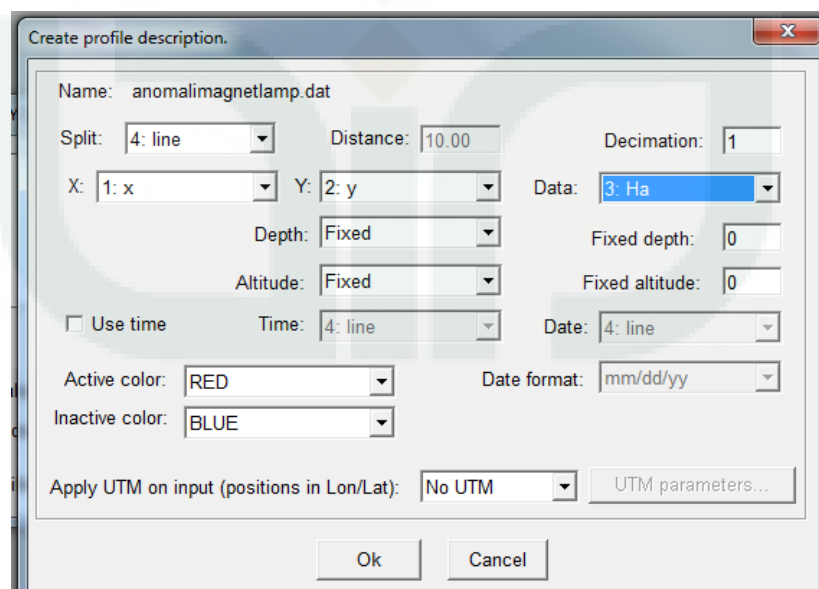 Create profile description.
Name: anomalimagnetlamp.dat
Split: 4: line Distance: 10.00 Decimation: 1
X: 1: x Y: 2: y Data: 3: Ha
Depth: Fixed Fixed depth: 0
Altitude: Fixed Fixed altitude: 0
Use time Time: 4: line Date: 4: line
Active color: RED Date format: mm/dd/yy
Inactive color: BLUE
Apply UTM on input (positions in Lon/Lat): No UTM UTM parameters...
Ok Cancel